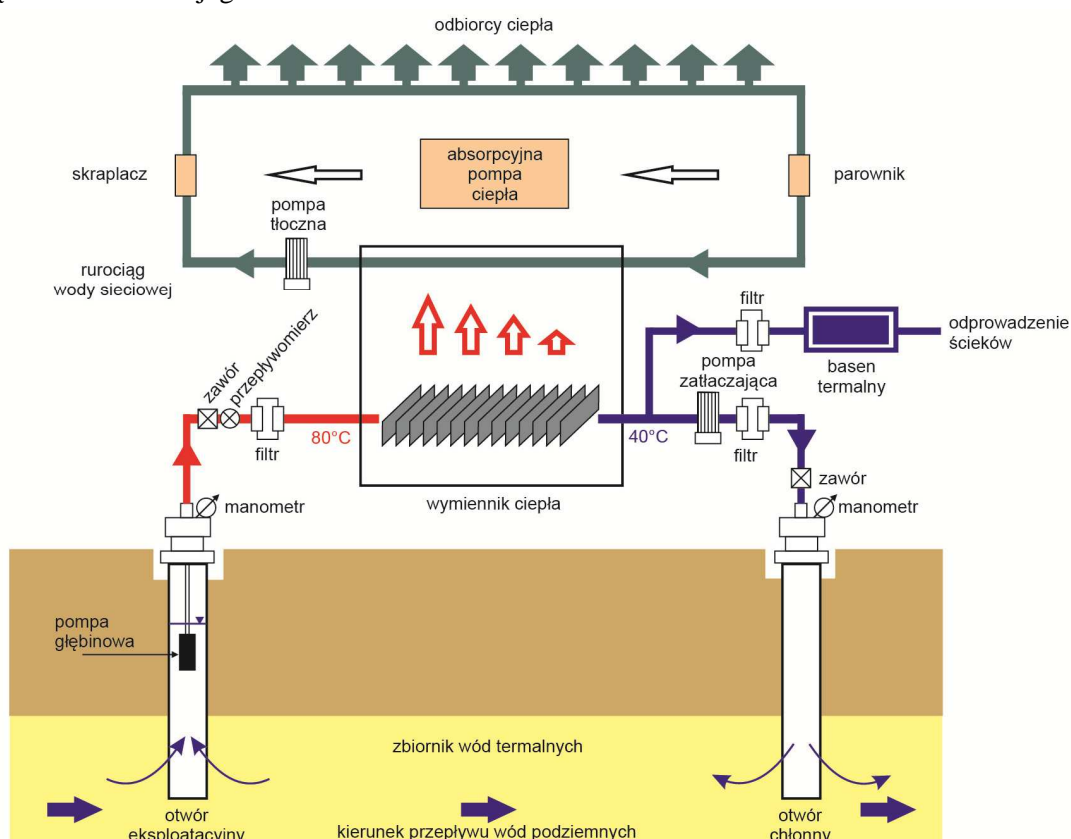 odbiorcy ciepła
skraplacz
absorpcyjna
pompa
ciepła
parownik
pompa
tłoczna
rurociąg
wody sieciowej
zawór
przepływomierz
filtr
80°C
wymiennik ciepła
40°C
filtr
basen
termalny
odprowadzenie
ścieków
pompa
zatłaczająca
filtr
zawór
manometr
manometr
pompa
głębinowa
zbiornik wód termalnych
otwór
eksploatacyjny
kierunek przepływu wód podziemnych
otwór
chłonny